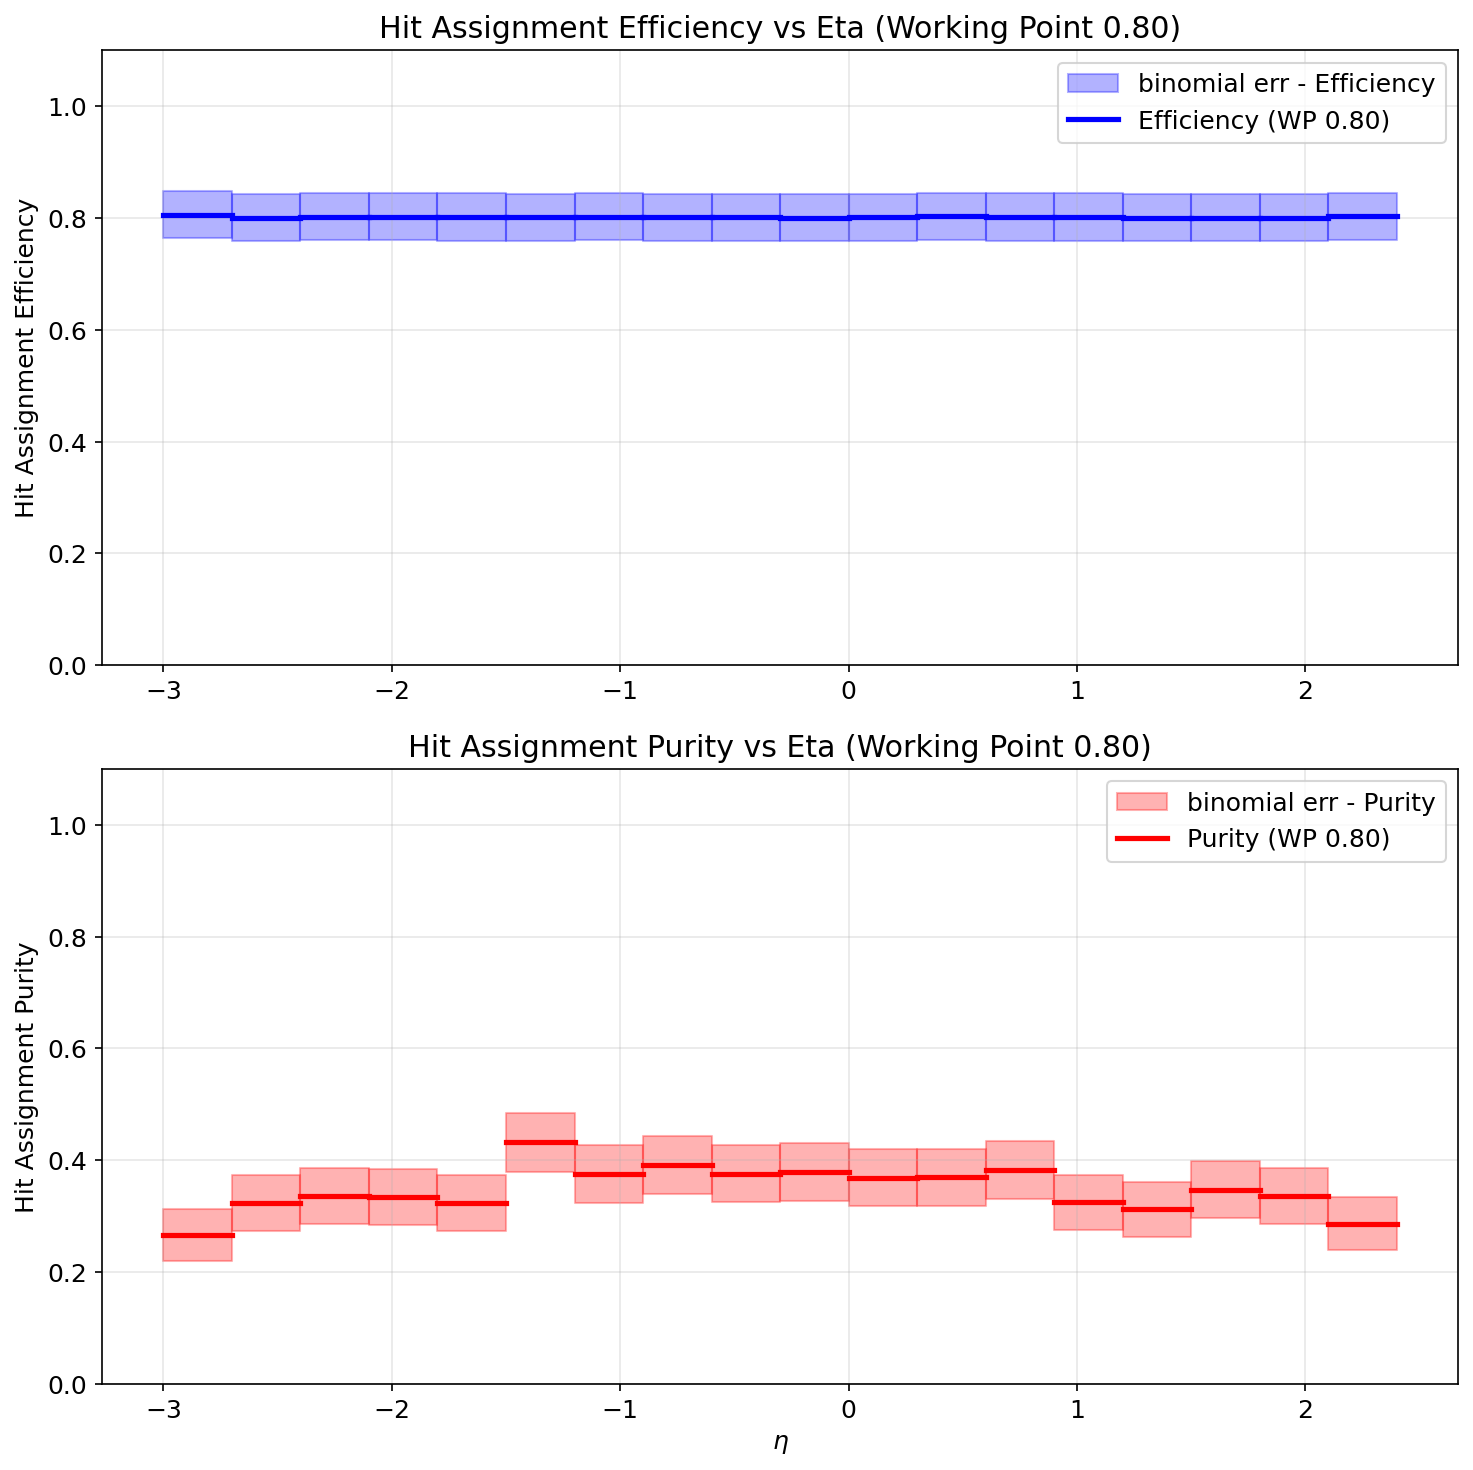 Hit Assignment Efficiency vs Eta (Working Point 0.80)
binomial err - Efficiency
Efficiency (WP 0.80)
Hit Assignment Efficiency
1.0
0.8
0.6
0.4
0.2
0.0
−3 −2 −1 0 1 2
Hit Assignment Purity vs Eta (Working Point 0.80)
binomial err - Purity
Purity (WP 0.80)
Hit Assignment Purity
1.0
0.8
0.6
0.4
0.2
0.0
−3 −2 −1 0 1 2
η